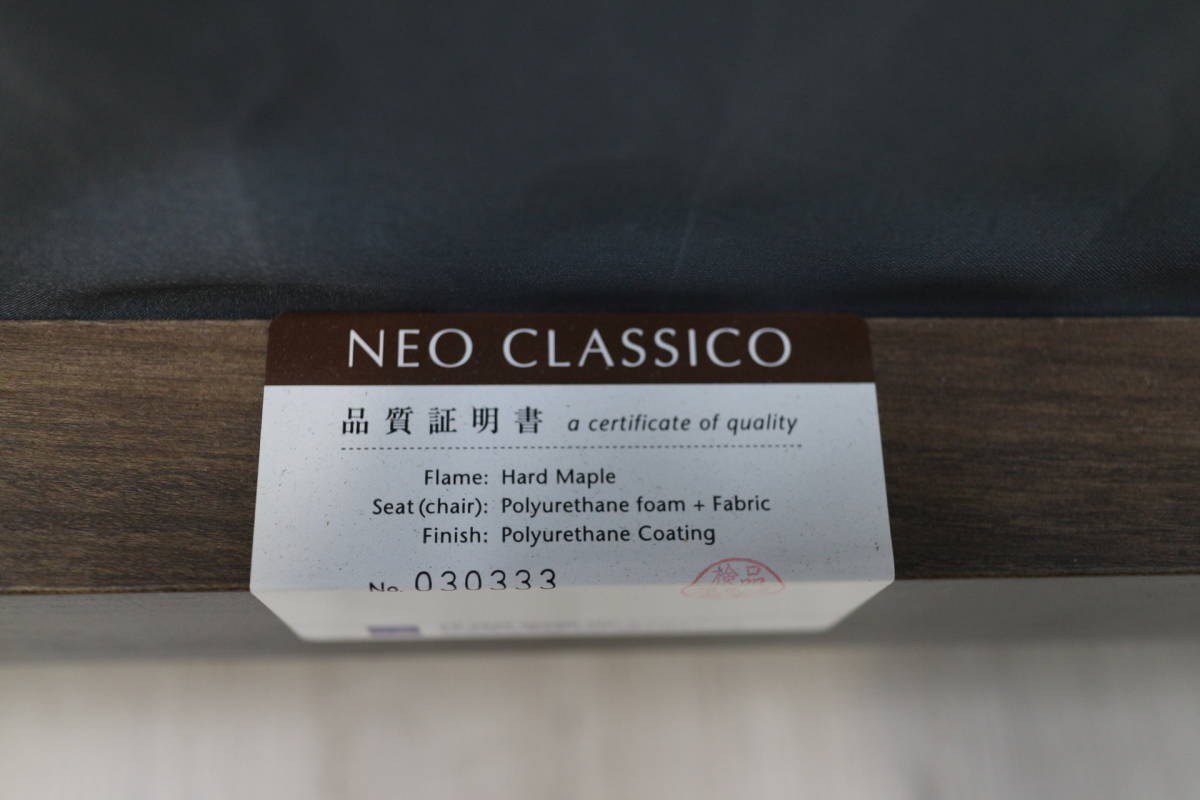 NEO CLASSICO
品質証明書 a certificate of quality
Flame: Hard Maple
Seat (chair): Polyurethane foam + Fabric
Finish: Polyurethane Coating
No. 030333
検品